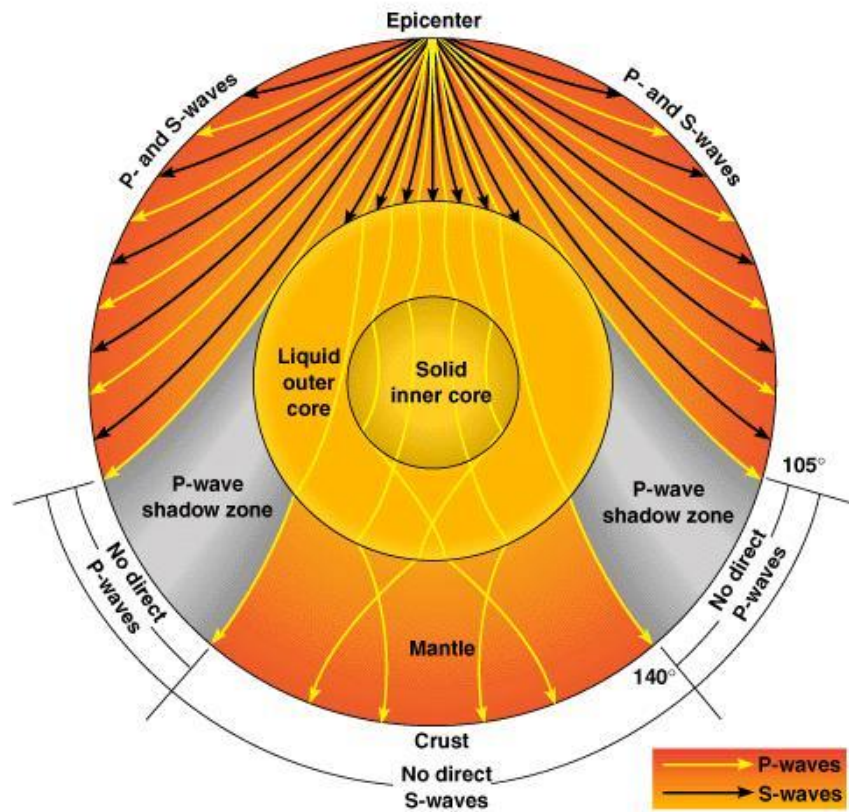 Epicenter
P- and S-waves
P- and S-waves
Liquid
outer
core
Solid
inner core
P-wave
shadow zone
P-wave
shadow zone
105°
No direct
P-waves
No direct
P-waves
Mantle
140°
Crust
No direct
S-waves
P-waves
S-waves